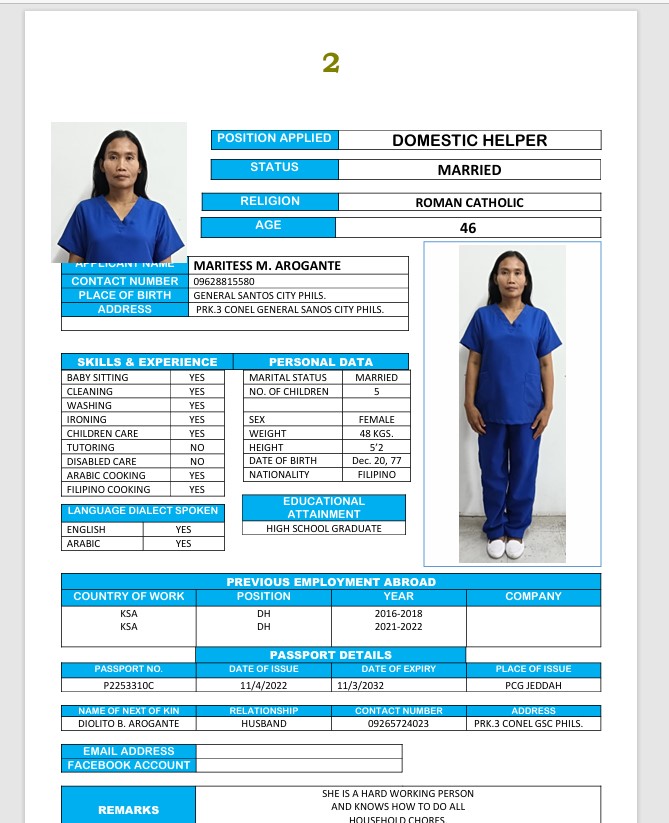 2
POSITION APPLIED DOMESTIC HELPER
STATUS MARRIED
RELIGION ROMAN CATHOLIC
AGE 46
APPLICANT NAME MARITESS M. AROGANTE
CONTACT NUMBER 09628815580
PLACE OF BIRTH GENERAL SANTOS CITY PHILS.
ADDRESS PRK.3 CONEL GENERAL SANOS CITY PHILS.
SKILLS & EXPERIENCE PERSONAL DATA
BABY SITTING YES MARITAL STATUS MARRIED
CLEANING YES NO. OF CHILDREN 5
WASHING YES
IRONING YES SEX FEMALE
CHILDREN CARE YES WEIGHT 48 KGS.
TUTORING NO HEIGHT 5'2
DISABLED CARE NO DATE OF BIRTH Dec. 20, 77
ARABIC COOKING YES NATIONALITY FILIPINO
FILIPINO COOKING YES
LANGUAGE DIALECT SPOKEN
ENGLISH YES
ARABIC YES
EDUCATIONAL
ATTAINMENT
HIGH SCHOOL GRADUATE
PREVIOUS EMPLOYMENT ABROAD
COUNTRY OF WORK POSITION YEAR COMPANY
KSA DH 2016-2018
KSA DH 2021-2022
PASSPORT DETAILS
PASSPORT NO. DATE OF ISSUE DATE OF EXPIRY PLACE OF ISSUE
P2253310C 11/4/2022 11/3/2032 PCG JEDDAH
NAME OF NEXT OF KIN RELATIONSHIP CONTACT NUMBER ADDRESS
DIOLITO B. AROGANTE HUSBAND 09265724023 PRK.3 CONEL GSC PHILS.
EMAIL ADDRESS
FACEBOOK ACCOUNT
REMARKS
SHE IS A HARD WORKING PERSON
AND KNOWS HOW TO DO ALL
HOUSEHOLD CHORES